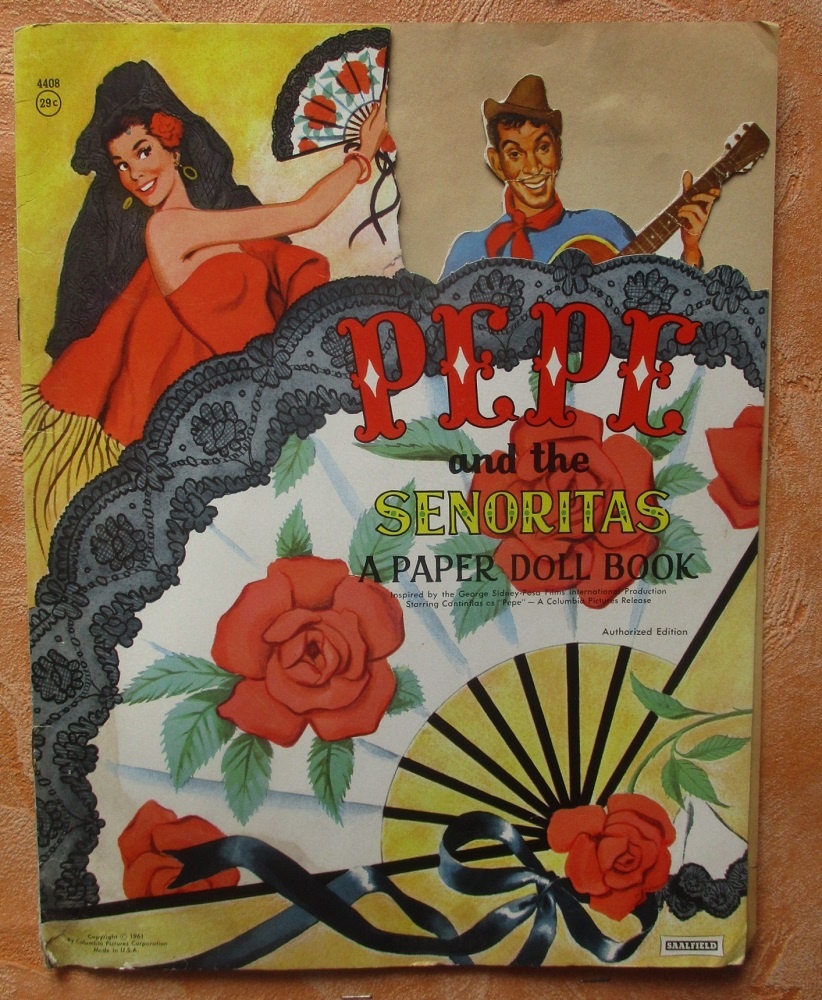 4408
29c
PEPE
and the
SENORITAS
A PAPER DOLL BOOK
Inspired by the George Sidney-Posa Films International Production
Starring Cantinflas as "Pepe" — A Columbia Pictures Release
Authorized Edition
Copyright © 1961
by Columbia Pictures Corporation
Made in U.S.A.
SAALFIELD